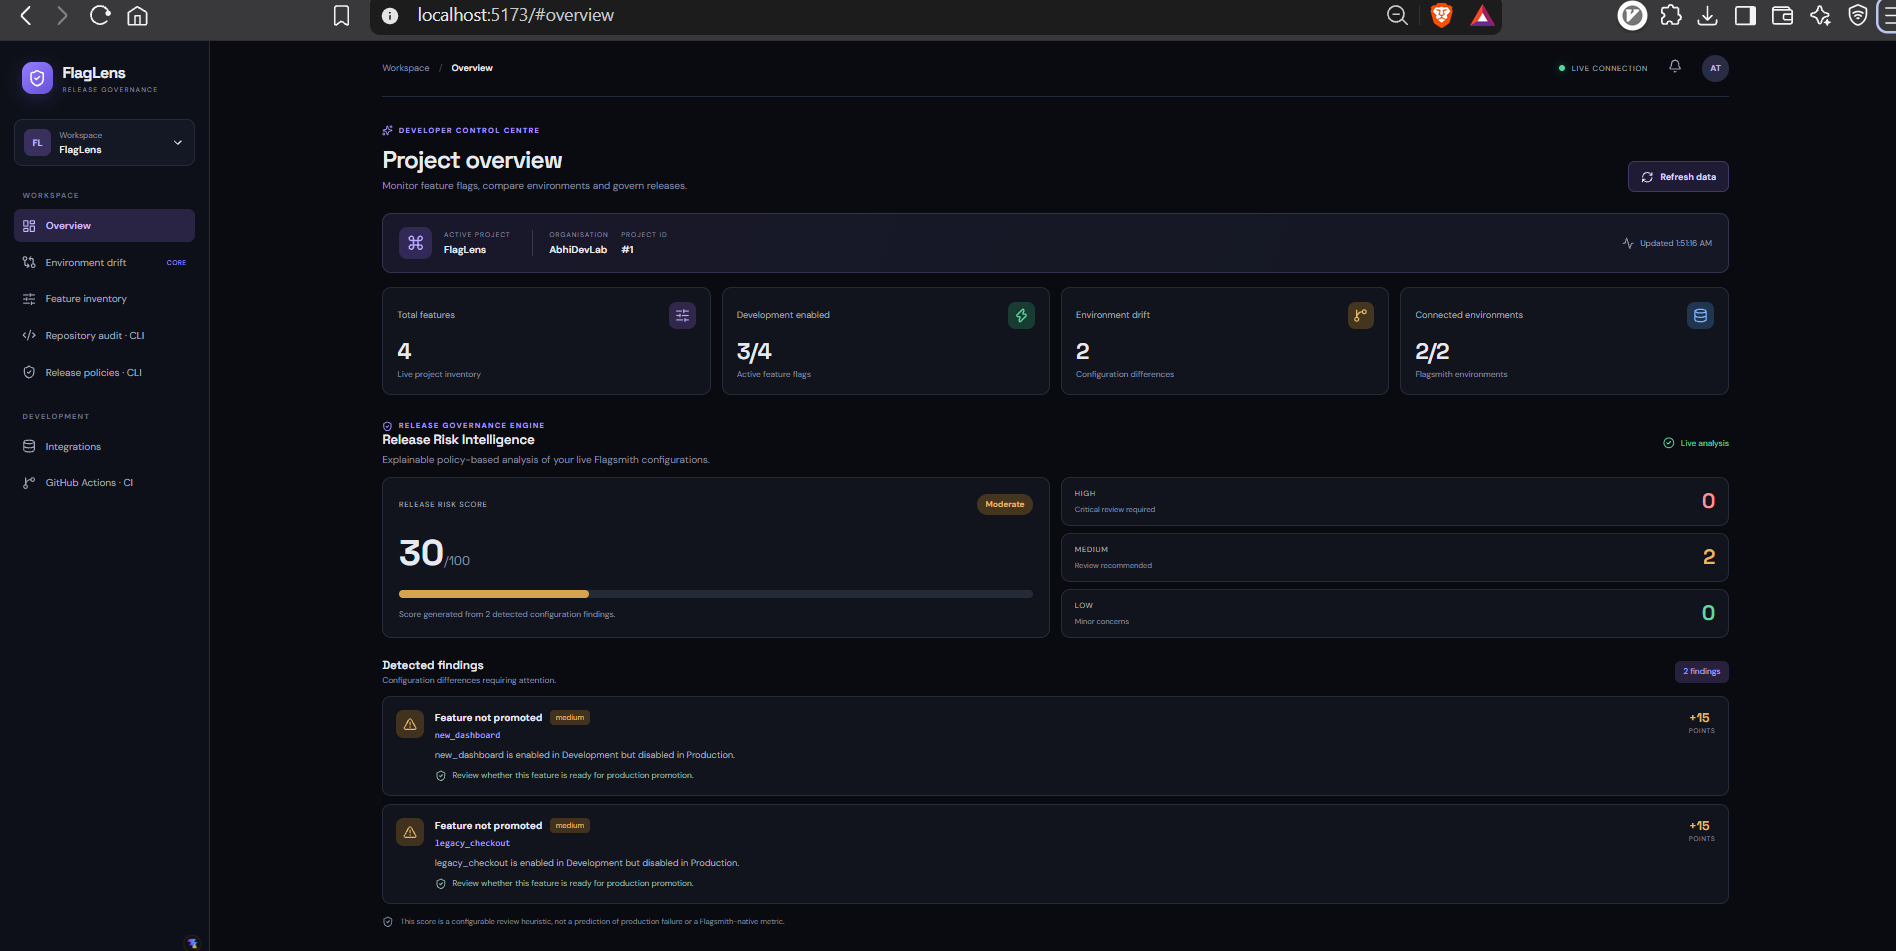 localhost:5173/#overview
FlagLens
RELEASE GOVERNANCE
FL
Workspace
FlagLens
WORKSPACE
Overview
Environment drift
CORE
Feature inventory
Repository audit · CLI
Release policies · CLI
DEVELOPMENT
Integrations
GitHub Actions · CI
Workspace / Overview
LIVE CONNECTION
AT
DEVELOPER CONTROL CENTRE
Project overview
Monitor feature flags, compare environments and govern releases.
Refresh data
ACTIVE PROJECT
FlagLens
ORGANISATION
AbhiDevLab
PROJECT ID
#1
Updated 1:51:16 AM
Total features
4
Live project inventory
Development enabled
3/4
Active feature flags
Environment drift
2
Configuration differences
Connected environments
2/2
Flagsmith environments
RELEASE GOVERNANCE ENGINE
Release Risk Intelligence
Explainable policy-based analysis of your live Flagsmith configurations.
Live analysis
RELEASE RISK SCORE
Moderate
30/100
Score generated from 2 detected configuration findings.
HIGH
Critical review required
0
MEDIUM
Review recommended
2
LOW
Minor concerns
0
Detected findings
Configuration differences requiring attention.
2 findings
Feature not promoted medium
new_dashboard
new_dashboard is enabled in Development but disabled in Production.
Review whether this feature is ready for production promotion.
+15
POINTS
Feature not promoted medium
legacy_checkout
legacy_checkout is enabled in Development but disabled in Production.
Review whether this feature is ready for production promotion.
+15
POINTS
This score is a configurable review heuristic, not a prediction of production failure or a Flagsmith-native metric.